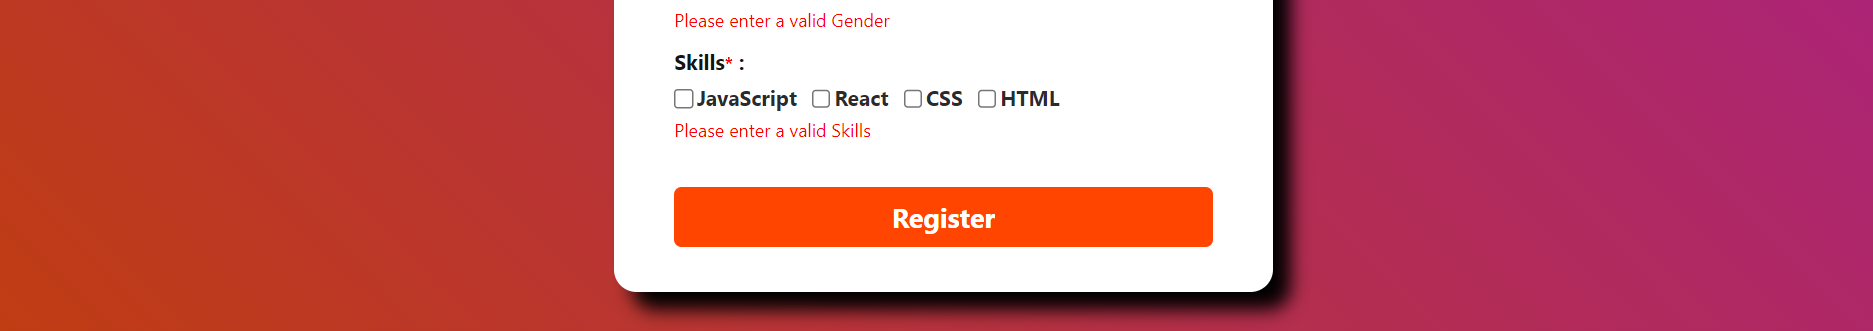 Please enter a valid Gender
Skills* :
JavaScript React CSS HTML
Please enter a valid Skills
Register